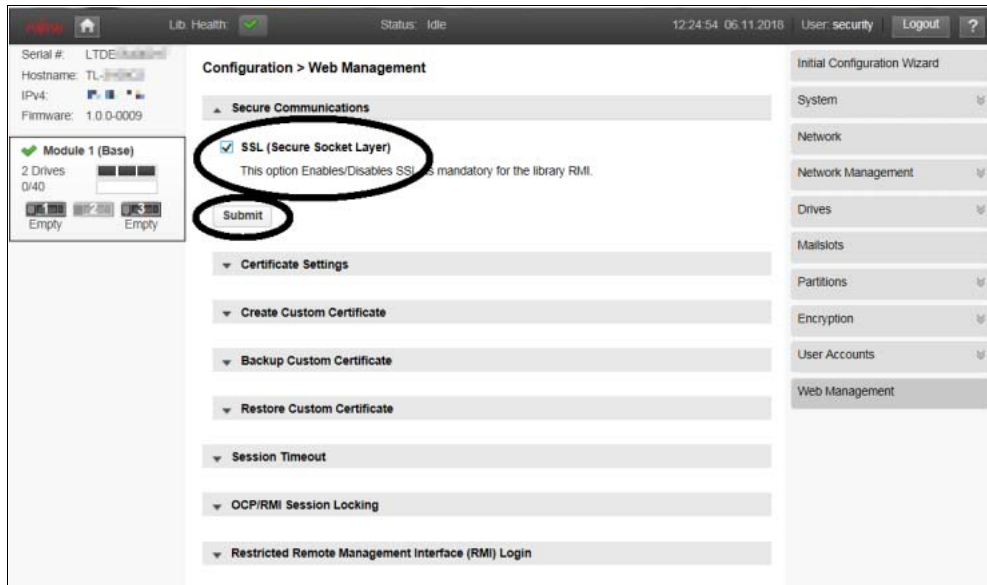 Lib. Health:
Status: Idle
12:24:54 06.11.2018
User: security
Logout
?
Serial #: LTDE
Hostname: TL-
IPv4:
Firmware: 1.0.0-0009
Module 1 (Base)
2 Drives
0/40
1
2
3
Empty
Empty
Configuration > Web Management
Secure Communications
SSL (Secure Socket Layer)
This option Enables/Disables SSL mandatory for the library RMI.
Submit
Certificate Settings
Create Custom Certificate
Backup Custom Certificate
Restore Custom Certificate
Session Timeout
OCP/RMI Session Locking
Restricted Remote Management Interface (RMI) Login
Initial Configuration Wizard
System
Network
Network Management
Drives
Mailslots
Partitions
Encryption
User Accounts
Web Management